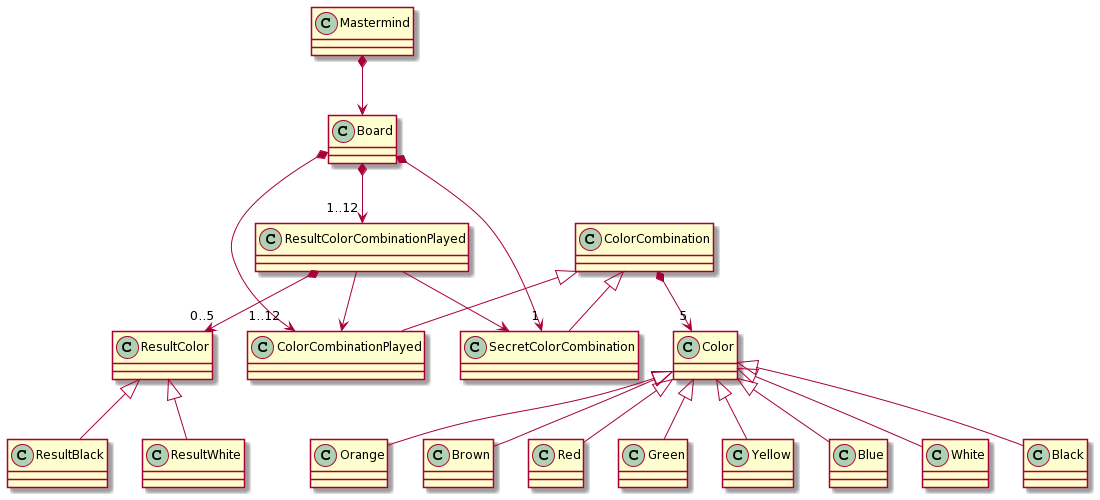 C Mastermind
C Board
1..12
C ResultColorCombinationPlayed
C ColorCombination
0..5
1..12
1
5
C ResultColor
C ColorCombinationPlayed
C SecretColorCombination
C Color
C ResultBlack
C ResultWhite
C Orange
C Brown
C Red
C Green
C Yellow
C Blue
C White
C Black